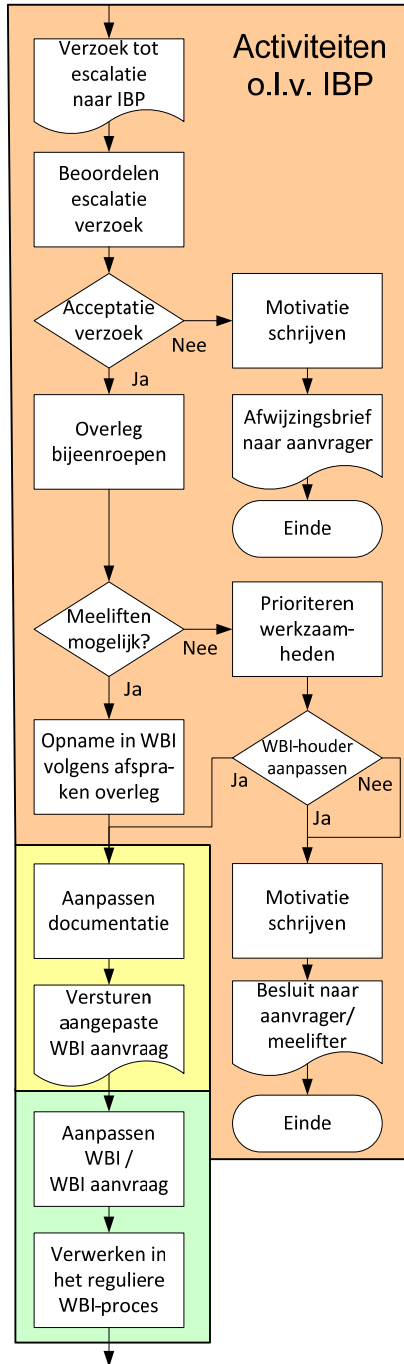 Activiteiten
o.l.v. IBP
Verzoek tot
escalatie
naar IBP
Beoordelen
escalatie
verzoek
Acceptatie
verzoek
Nee
Ja
Motivatie
schrijven
Overleg
bijeenroepen
Afwijzingsbrief
naar aanvrager
Einde
Meeliften
mogelijk?
Nee
Ja
Prioriteren
werkzaam-
heden
Opname in WBI
volgens afspra-
ken overleg
WBI-houder
aanpassen
Ja
Nee
Ja
Aanpassen
documentatie
Motivatie
schrijven
Versturen
aangepaste
WBI aanvraag
Besluit naar
aanvrager/
meelifter
Einde
Aanpassen
WBI /
WBI aanvraag
Verwerken in
het reguliere
WBI-proces